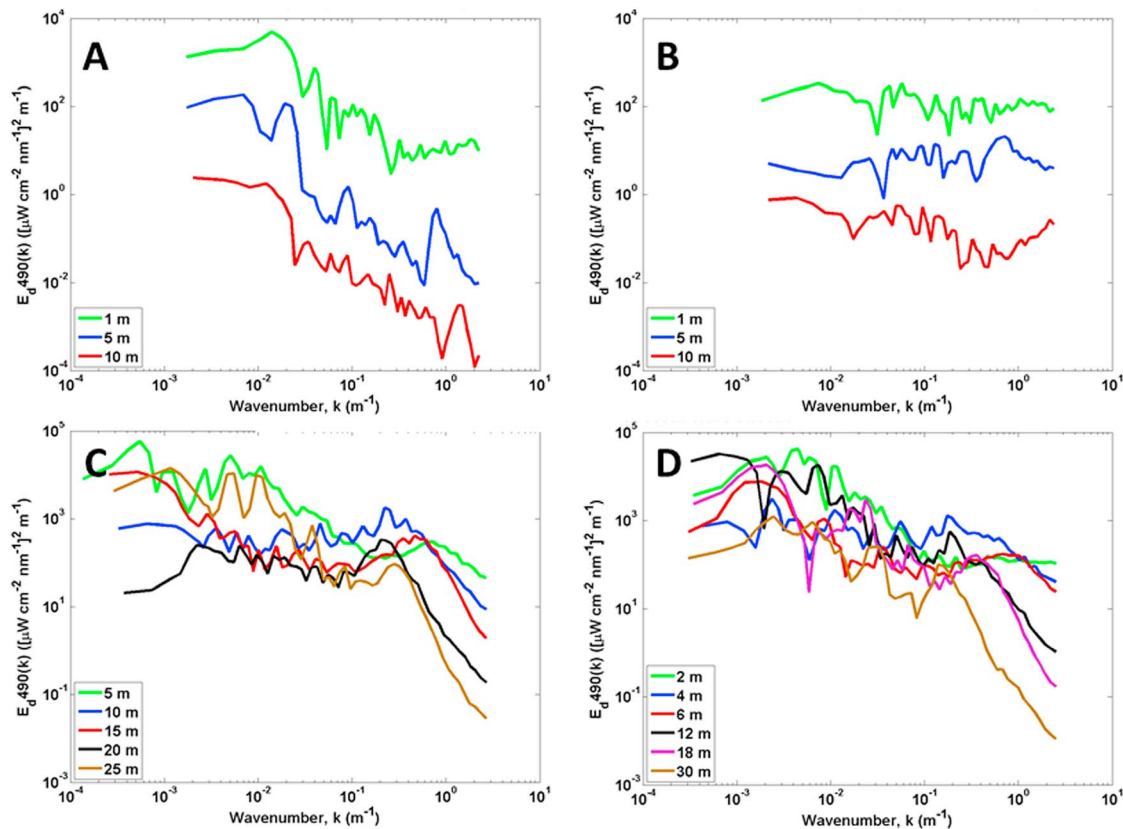 A
E_d490(k) ([μW cm^-2 nm^-1]^2 m^-1)
10^4
10^2
10^0
10^-2
10^-4
1 m
5 m
10 m
10^-4 10^-3 10^-2 10^-1 10^0 10^1
Wavenumber, k (m^-1)
B
E_d490(k) ([μW cm^-2 nm^-1]^2 m^-1)
10^4
10^2
10^0
10^-2
10^-4
1 m
5 m
10 m
10^-4 10^-3 10^-2 10^-1 10^0 10^1
Wavenumber, k (m^-1)
C
E_d490(k) ([μW cm^-2 nm^-1]^2 m^-1)
10^5
10^3
10^1
10^-1
10^-3
5 m
10 m
15 m
20 m
25 m
10^-4 10^-3 10^-2 10^-1 10^0 10^1
Wavenumber, k (m^-1)
D
E_d490(k) ([μW cm^-2 nm^-1]^2 m^-1)
10^5
10^3
10^1
10^-1
10^-3
2 m
4 m
6 m
12 m
18 m
30 m
10^-4 10^-3 10^-2 10^-1 10^0 10^1
Wavenumber, k (m^-1)